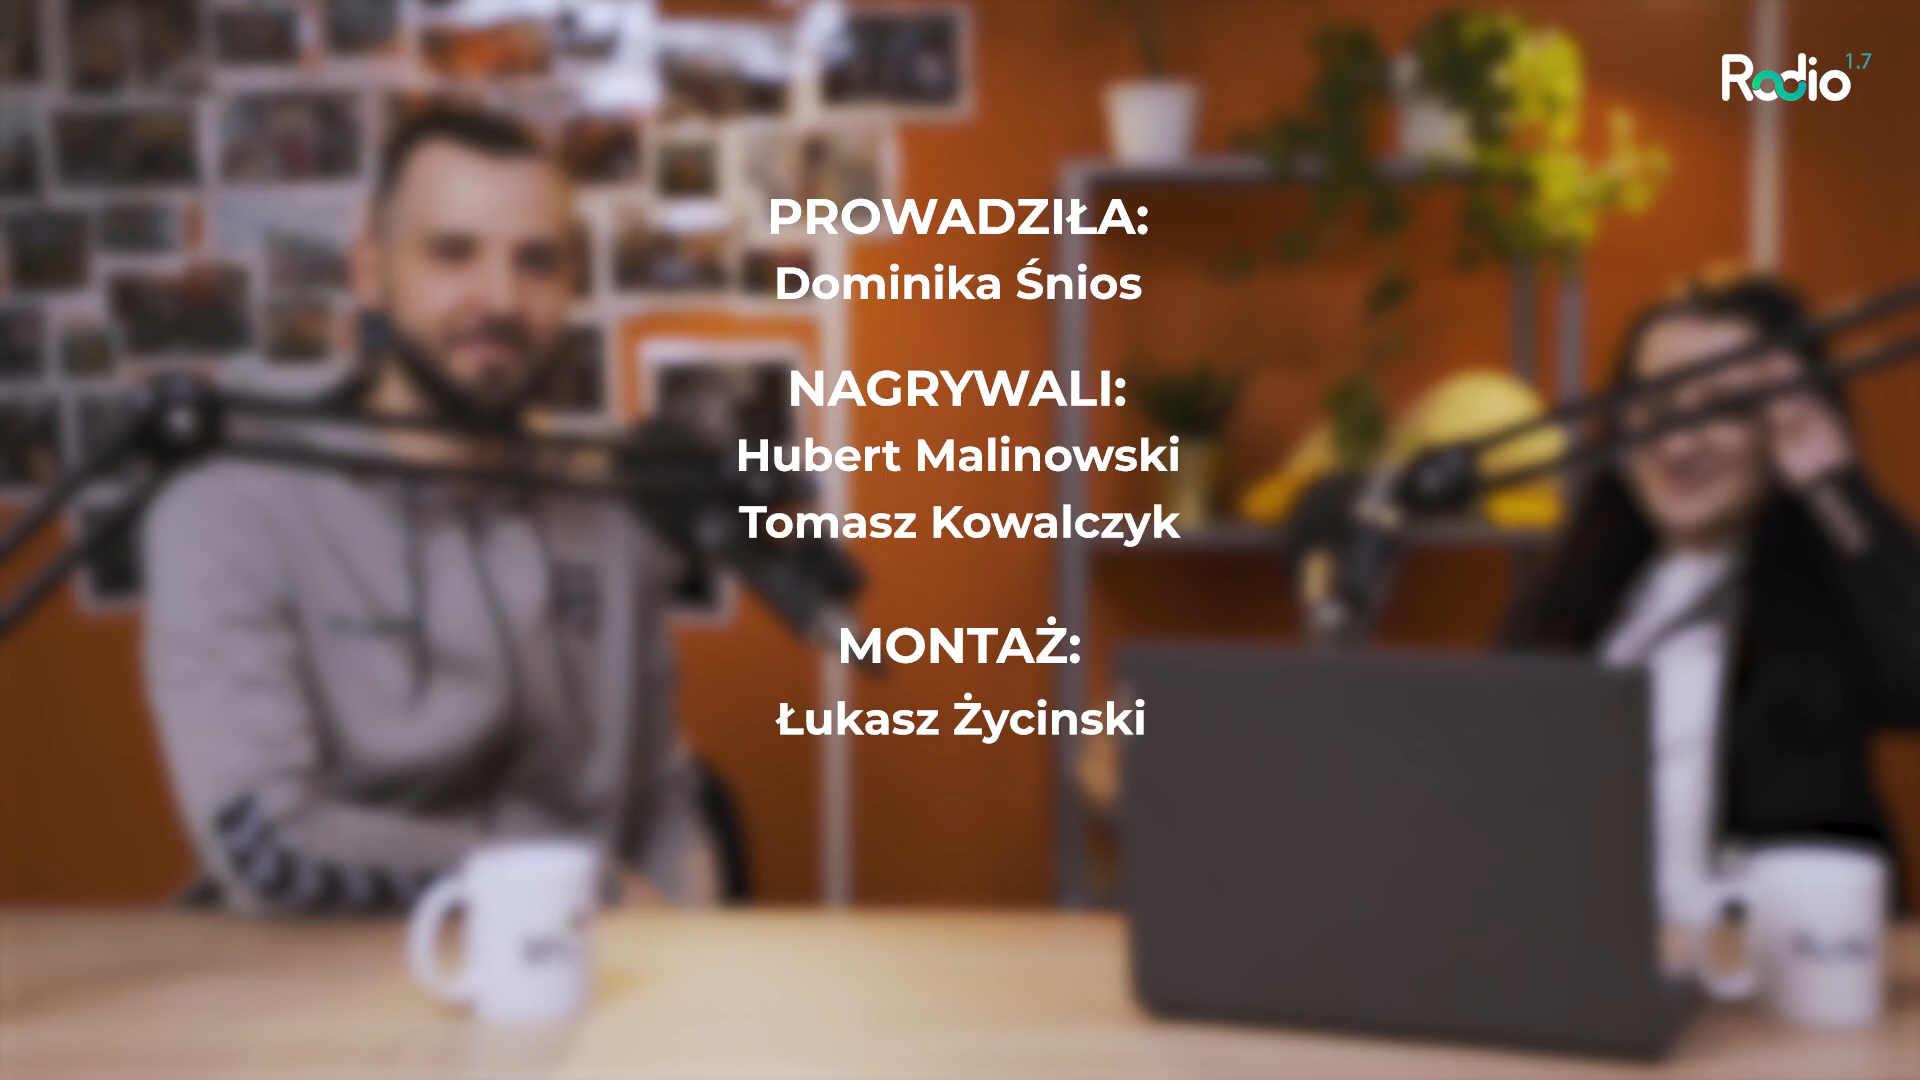 Radio 1.7
PROWADZIŁA:
Dominika Śnios
NAGRYWALI:
Hubert Malinowski
Tomasz Kowalczyk
MONTAŻ:
Łukasz Życinski